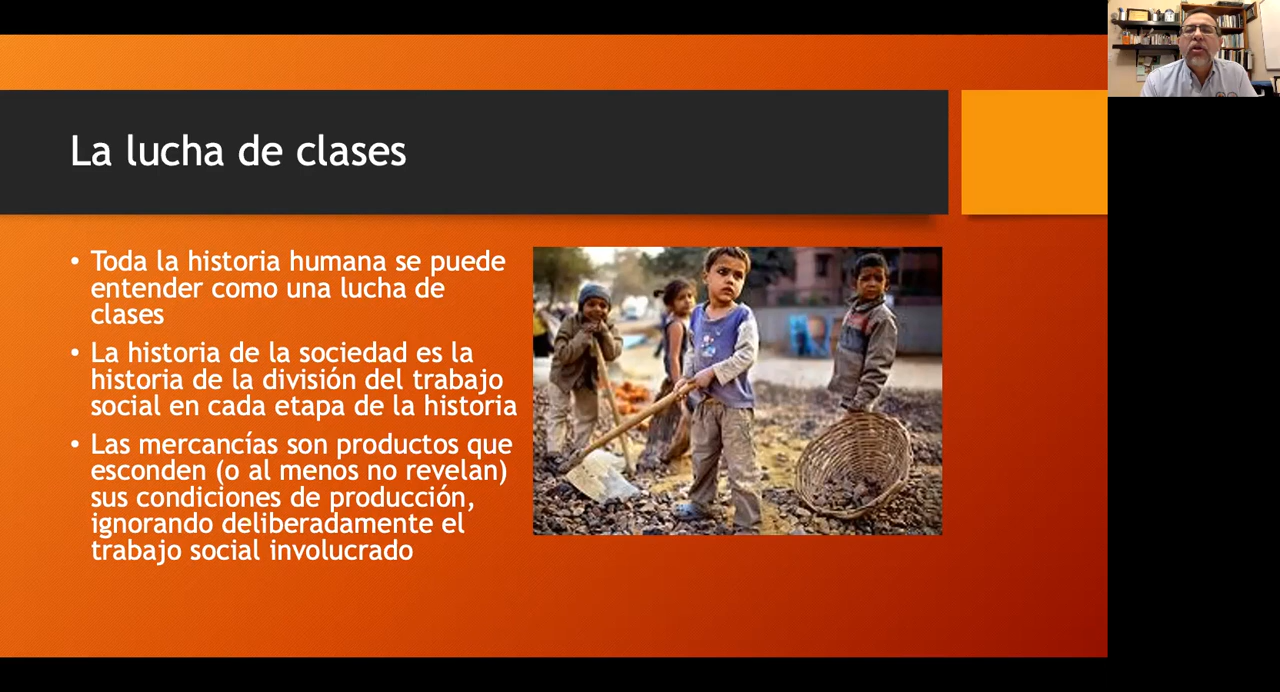 La lucha de clases
• Toda la historia humana se puede
entender como una lucha de
clases
• La historia de la sociedad es la
historia de la división del trabajo
social en cada etapa de la historia
• Las mercancías son productos que
esconden (o al menos no revelan)
sus condiciones de producción,
ignorando deliberadamente el
trabajo social involucrado